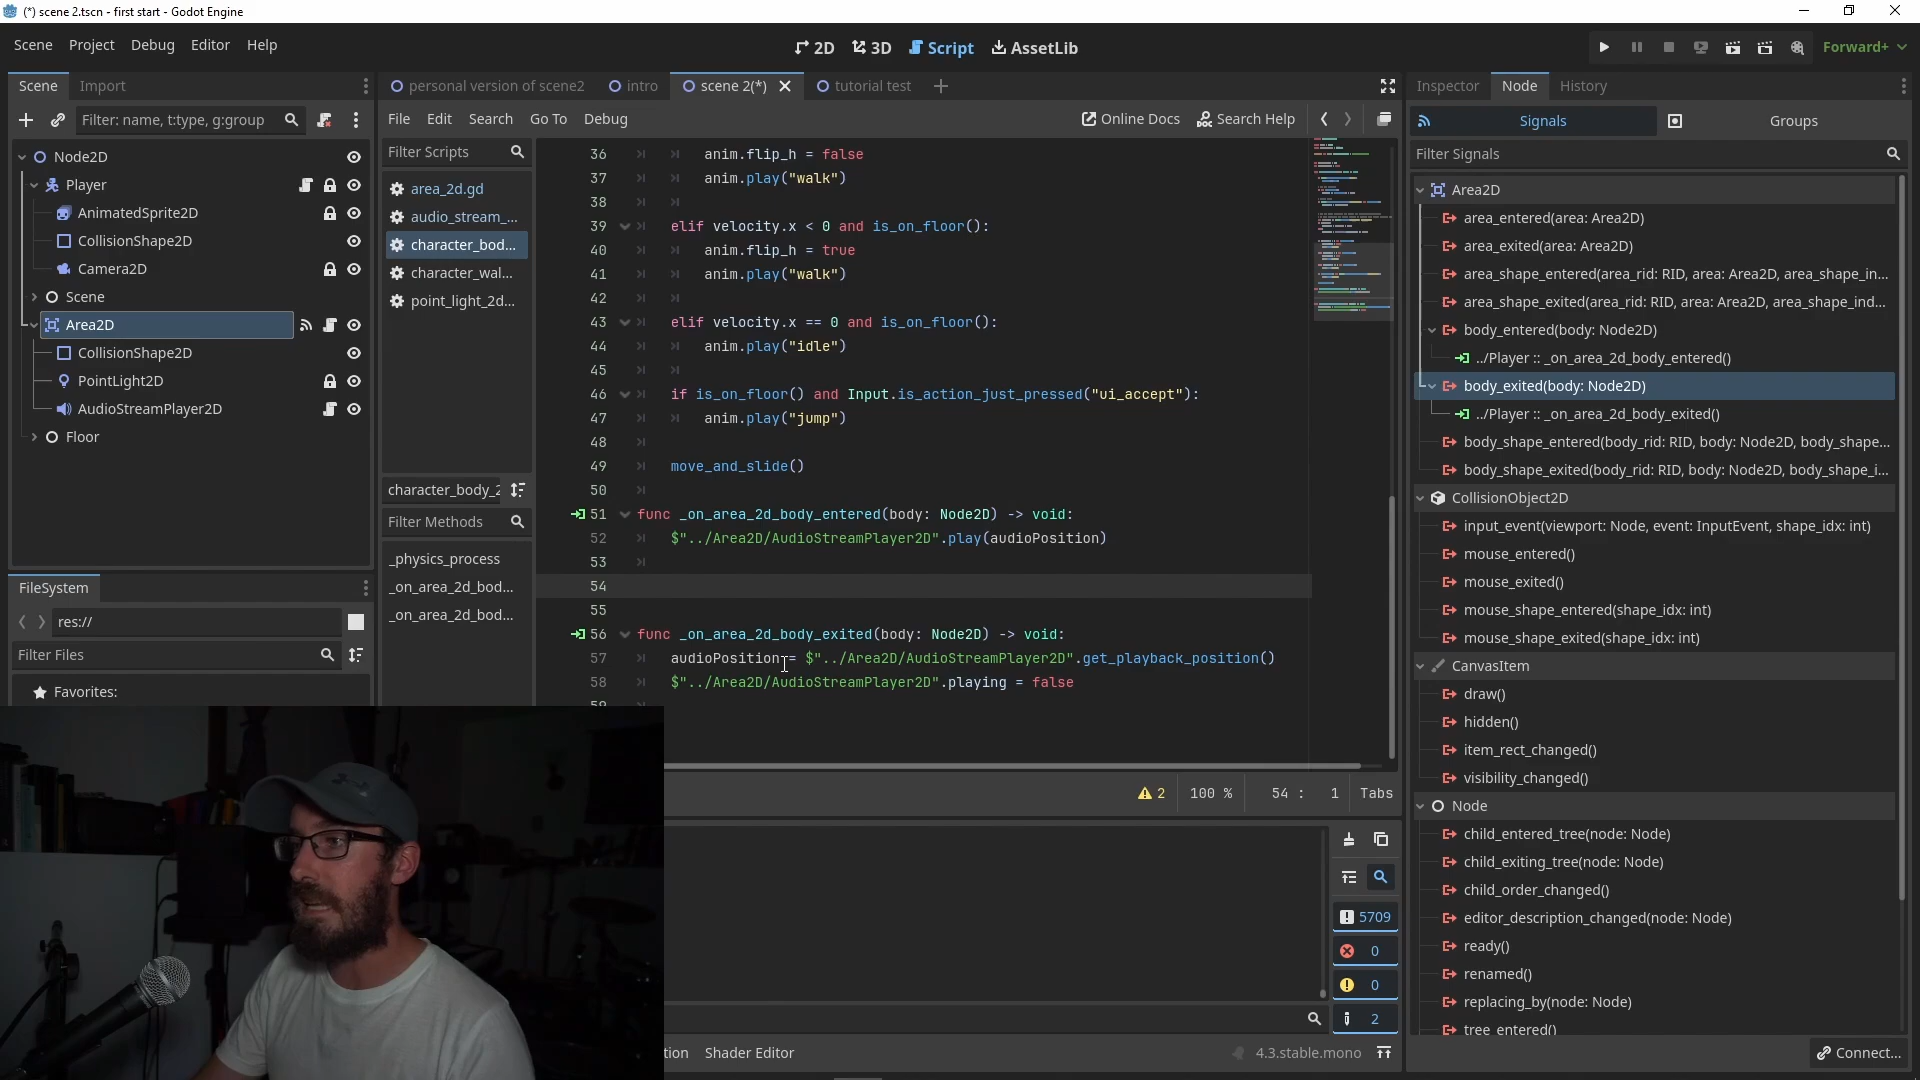 (*) scene 2.tscn - first start - Godot Engine
Scene Project Debug Editor Help
2D 3D Script AssetLib
Forward+
Scene Import
personal version of scene2 intro scene 2(*) tutorial test
Inspector Node History
Filter: name, t:type, g:group
File Edit Search Go To Debug
Online Docs Search Help
Signals Groups
Filter Scripts
Filter Signals
Node2D
Player
AnimatedSprite2D
CollisionShape2D
Camera2D
Scene
Area2D
CollisionShape2D
PointLight2D
AudioStreamPlayer2D
Floor
area_2d.gd
audio_stream_...
character_bod...
character_wal...
point_light_2d...
character_body_2
Filter Methods
_physics_process
_on_area_2d_bod...
_on_area_2d_bod...
36 anim.flip_h = false
37 anim.play("walk")
38
39 elif velocity.x < 0 and is_on_floor():
40 anim.flip_h = true
41 anim.play("walk")
42
43 elif velocity.x == 0 and is_on_floor():
44 anim.play("idle")
45
46 if is_on_floor() and Input.is_action_just_pressed("ui_accept"):
47 anim.play("jump")
48
49 move_and_slide()
50
51 func _on_area_2d_body_entered(body: Node2D) -> void:
52 $"../Area2D/AudioStreamPlayer2D".play(audioPosition)
53
54
55
56 func _on_area_2d_body_exited(body: Node2D) -> void:
57 audioPosition = $"../Area2D/AudioStreamPlayer2D".get_playback_position()
58 $"../Area2D/AudioStreamPlayer2D".playing = false
2 100 % 54 : 1 Tabs
Area2D
area_entered(area: Area2D)
area_exited(area: Area2D)
area_shape_entered(area_rid: RID, area: Area2D, area_shape_in...
area_shape_exited(area_rid: RID, area: Area2D, area_shape_ind...
body_entered(body: Node2D)
../Player :: _on_area_2d_body_entered()
body_exited(body: Node2D)
../Player :: _on_area_2d_body_exited()
body_shape_entered(body_rid: RID, body: Node2D, body_shape...
body_shape_exited(body_rid: RID, body: Node2D, body_shape_i...
CollisionObject2D
input_event(viewport: Node, event: InputEvent, shape_idx: int)
mouse_entered()
mouse_exited()
mouse_shape_entered(shape_idx: int)
mouse_shape_exited(shape_idx: int)
CanvasItem
draw()
hidden()
item_rect_changed()
visibility_changed()
Node
child_entered_tree(node: Node)
child_exiting_tree(node: Node)
child_order_changed()
editor_description_changed(node: Node)
ready()
renamed()
replacing_by(node: Node)
tree_entered()
Connect...
FileSystem
res://
Filter Files
Favorites:
5709
0
0
2
tion Shader Editor 4.3.stable.mono